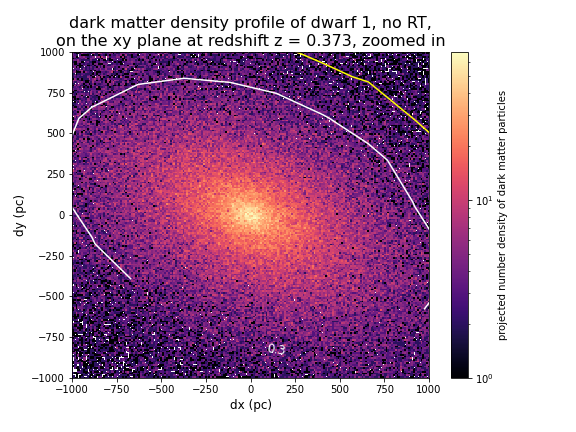 dark matter density profile of dwarf 1, no RT,
on the xy plane at redshift z = 0.373, zoomed in
1000
750
500
250
0
−250
−500
−750
−1000
dy (pc)
−1000 −750 −500 −250 0 250 500 750 1000
dx (pc)
0.3
10¹
10⁰
projected number density of dark matter particles